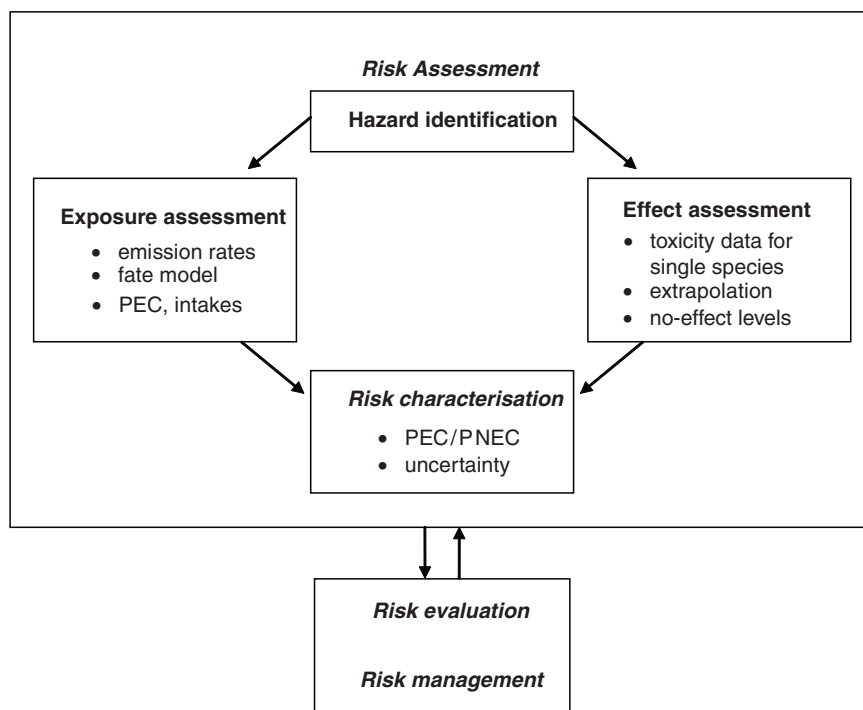 Risk Assessment
Hazard identification
Exposure assessment
• emission rates
• fate model
• PEC, intakes
Effect assessment
• toxicity data for
single species
• extrapolation
• no-effect levels
Risk characterisation
• PEC/PNEC
• uncertainty
Risk evaluation
Risk management